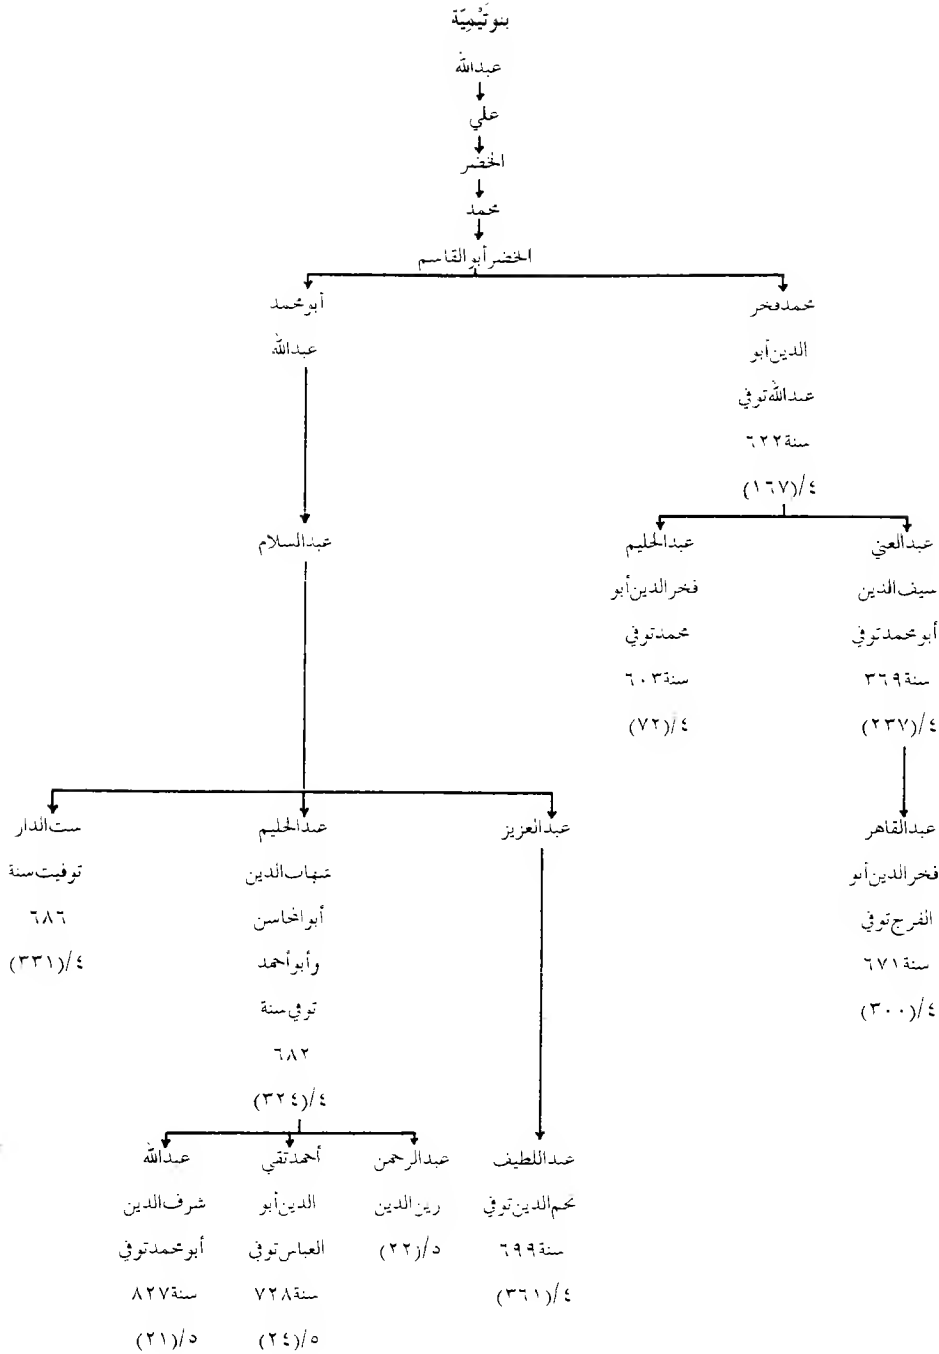 بنو تَيْمِيّة
عبدالله
علي
الخضر
محمد
الخضر أبو القاسم
محمد فخر
الدين أبو
عبدالله توفي
سنة ٦٢٢
٤/(١٦٧)
أبو محمد
عبدالله
عبدالغني
سيف الدين
أبو محمد توفي
سنة ٣٦٩
٤/(٢٣٧)
عبدالحليم
فخر الدين أبو
محمد توفي
سنة ٦٠٣
٤/(٧٢)
عبدالسلام
عبدالقاهر
فخر الدين أبو
الفرج توفي
سنة ٦٧١
٤/(٣٠٠)
عبدالعزيز
عبدالحليم
شهاب الدين
أبو المحاسن
وأبو أحمد
توفي سنة
٦٨٢
٤/(٣٢٤)
ست الدار
توفيت سنة
٦٨٦
٤/(٣٣١)
عبداللطيف
نجم الدين توفي
سنة ٦٩٩
٤/(٣٦١)
عبدالرحمن
زين الدين
٥/ز٢٢)
أحمد تقي
الدين أبو
العباس توفي
سنة ٧٢٨
٥/(٢٤)
عبدالله
شرف الدين
أبو محمد توفي
سنة ٨٢٧
٥/(٢١)